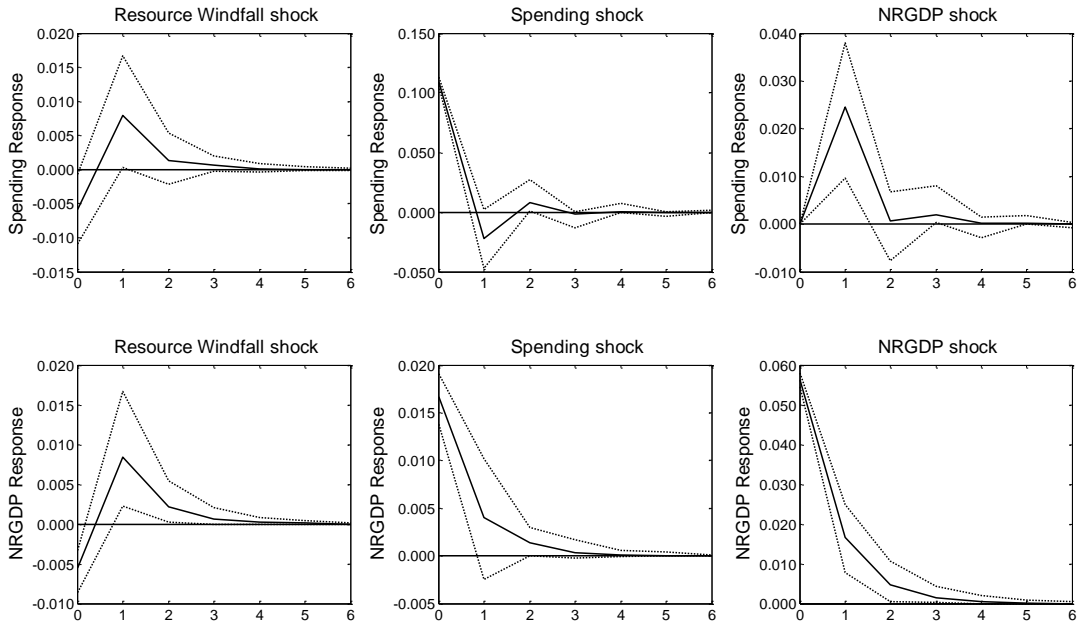 Resource Windfall shock
Spending Response
0.020
0.015
0.010
0.005
0.000
-0.005
-0.010
-0.015
0 1 2 3 4 5 6
Spending shock
Spending Response
0.150
0.100
0.050
0.000
-0.050
0 1 2 3 4 5 6
NRGDP shock
Spending Response
0.040
0.030
0.020
0.010
0.000
-0.010
0 1 2 3 4 5 6
Resource Windfall shock
NRGDP Response
0.020
0.015
0.010
0.005
0.000
-0.005
-0.010
0 1 2 3 4 5 6
Spending shock
NRGDP Response
0.020
0.015
0.010
0.005
0.000
-0.005
0 1 2 3 4 5 6
NRGDP shock
NRGDP Response
0.060
0.050
0.040
0.030
0.020
0.010
0.000
0 1 2 3 4 5 6